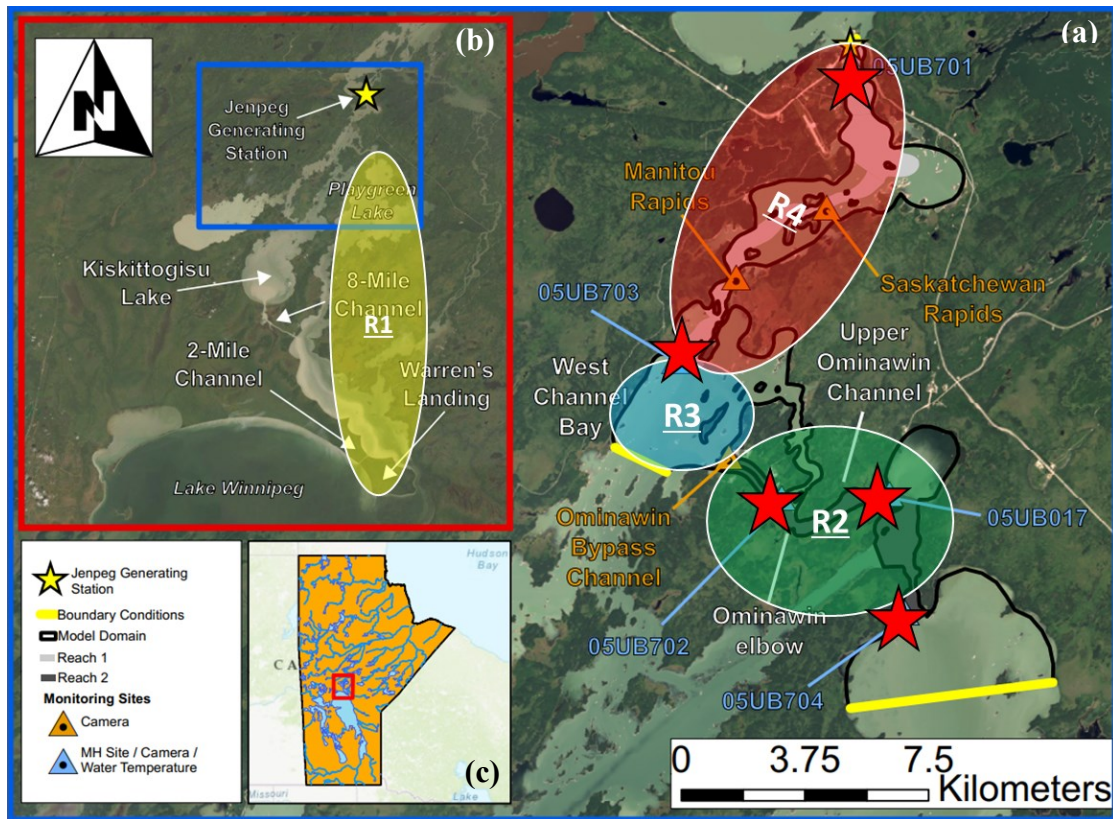 (b)
Jenpeg
Generating
Station
Playgreen
Lake
Kiskittogisu
Lake
8-Mile
Channel
R1
2-Mile
Channel
Warren's
Landing
Lake Winnipeg
(a)
05UB701
Manitou
Rapids
R4
Saskatchewan
Rapids
05UB703
West
Channel
Bay
R3
Upper
Ominawin
Channel
R2
05UB017
Ominawin
Bypass
Channel
05UB702
Ominawin
elbow
05UB704
0 3.75 7.5
Kilometers
N
Jenpeg Generating
Station
Boundary Conditions
Model Domain
Reach 1
Reach 2
Monitoring Sites
Camera
MH Site / Camera /
Water Temperature
Hudson
Bay
C A
Missouri
Lake
(c)